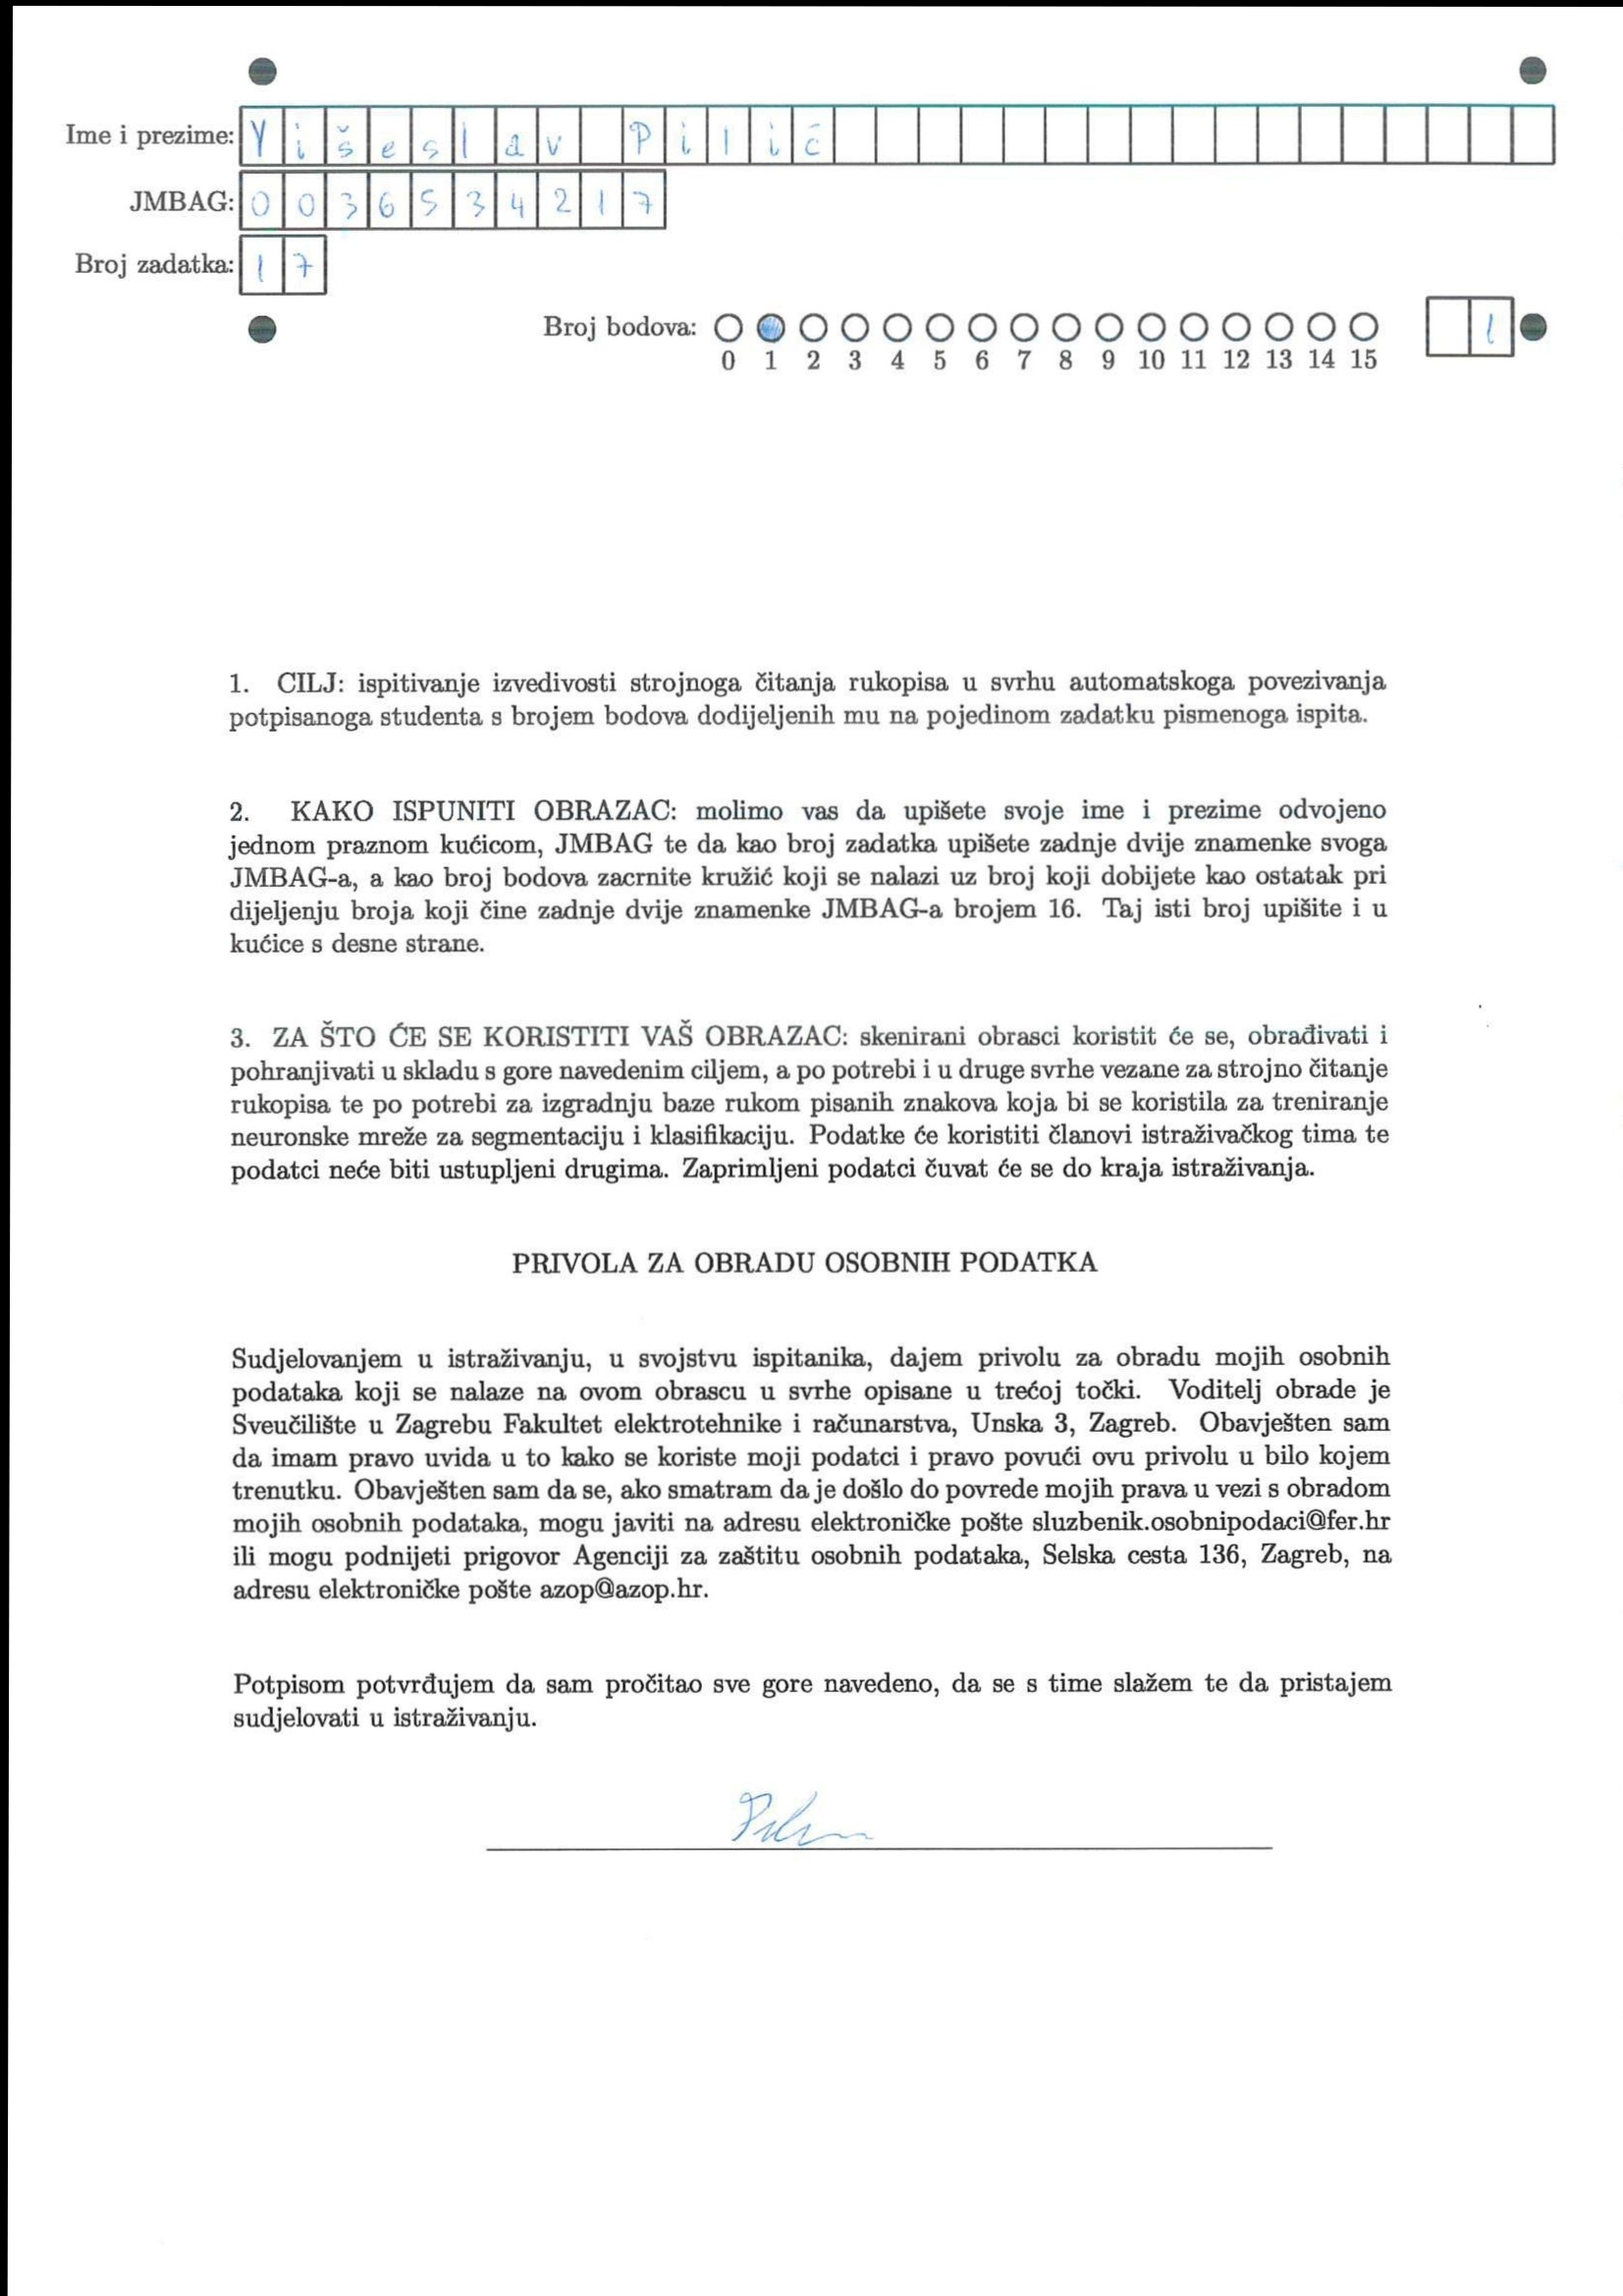 Ime i prezime: Višeslav Pilić
JMBAG: 0036534217
Broj zadatka: 17
Broj bodova: 1
0 1 2 3 4 5 6 7 8 9 10 11 12 13 14 15
1. CILJ: ispitivanje izvedivosti strojnoga čitanja rukopisa u svrhu automatskoga povezivanja
potpisanoga studenta s brojem bodova dodijeljenih mu na pojedinom zadatku pismenoga ispita.
2. KAKO ISPUNITI OBRAZAC: molimo vas da upišete svoje ime i prezime odvojeno
jednom praznom kućicom, JMBAG te da kao broj zadatka upišete zadnje dvije znamenke svoga
JMBAG-a, a kao broj bodova zacrnite kružić koji se nalazi uz broj koji dobijete kao ostatak pri
dijeljenju broja koji čine zadnje dvije znamenke JMBAG-a brojem 16. Taj isti broj upišite i u
kućice s desne strane.
3. ZA ŠTO ĆE SE KORISTITI VAŠ OBRAZAC: skenirani obrasci koristit će se, obrađivati i
pohranjivati u skladu s gore navedenim ciljem, a po potrebi i u druge svrhe vezane za strojno čitanje
rukopisa te po potrebi za izgradnju baze rukom pisanih znakova koja bi se koristila za treniranje
neuronske mreže za segmentaciju i klasifikaciju. Podatke će koristiti članovi istraživačkog tima te
podatci neće biti ustupljeni drugima. Zaprimljeni podatci čuvat će se do kraja istraživanja.
PRIVOLA ZA OBRADU OSOBNIH PODATKA
Sudjelovanjem u istraživanju, u svojstvu ispitanika, dajem privolu za obradu mojih osobnih
podataka koji se nalaze na ovom obrascu u svrhe opisane u trećoj točki. Voditelj obrade je
Sveučilište u Zagrebu Fakultet elektrotehnike i računarstva, Unska 3, Zagreb. Obavješten sam
da imam pravo uvida u to kako se koriste moji podatci i pravo povući ovu privolu u bilo kojem
trenutku. Obavješten sam da se, ako smatram da je došlo do povrede mojih prava u vezi s obradom
mojih osobnih podataka, mogu javiti na adresu elektroničke pošte sluzbenik.osobnipodaci@fer.hr
ili mogu podnijeti prigovor Agenciji za zaštitu osobnih podataka, Selska cesta 136, Zagreb, na
adresu elektroničke pošte azop@azop.hr.
Potpisom potvrđujem da sam pročitao sve gore navedeno, da se s time slažem te da pristajem
sudjelovati u istraživanju.